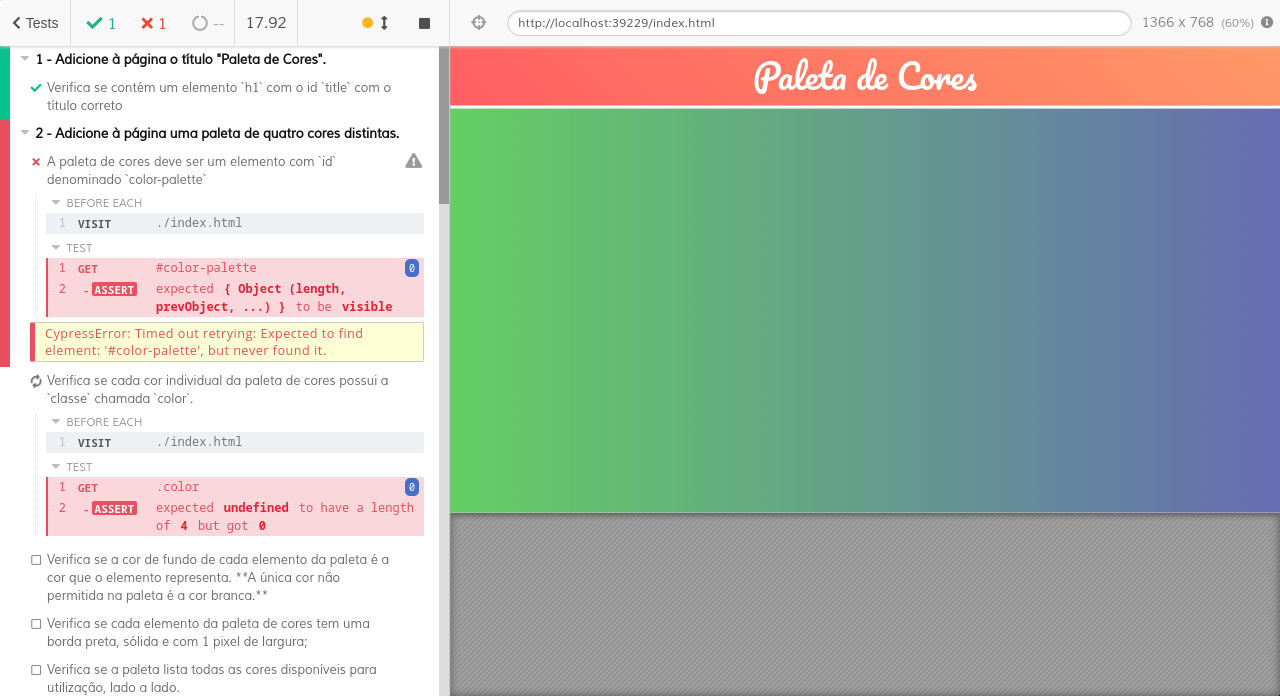 Tests 1 1 -- 17.92
http://localhost:39229/index.html 1366 x 768 (60%)
1 - Adicione à página o título "Paleta de Cores".
Verifica se contém um elemento `h1` com o id `title` com o
título correto
2 - Adicione à página uma paleta de quatro cores distintas.
A paleta de cores deve ser um elemento com `id`
denominado `color-palette`
BEFORE EACH
1 VISIT ./index.html
TEST
1 GET #color-palette 0
2 -ASSERT expected { Object (length,
prevObject, ...) } to be visible
CypressError: Timed out retrying: Expected to find
element: '#color-palette', but never found it.
Verifica se cada cor individual da paleta de cores possui a
`classe` chamada `color`.
BEFORE EACH
1 VISIT ./index.html
TEST
1 GET .color 0
2 -ASSERT expected undefined to have a length
of 4 but got 0
Verifica se a cor de fundo de cada elemento da paleta é a
cor que o elemento representa. **A única cor não
permitida na paleta é a cor branca.**
Verifica se cada elemento da paleta de cores tem uma
borda preta, sólida e com 1 pixel de largura;
Verifica se a paleta lista todas as cores disponíveis para
utilização, lado a lado.
Paleta de Cores